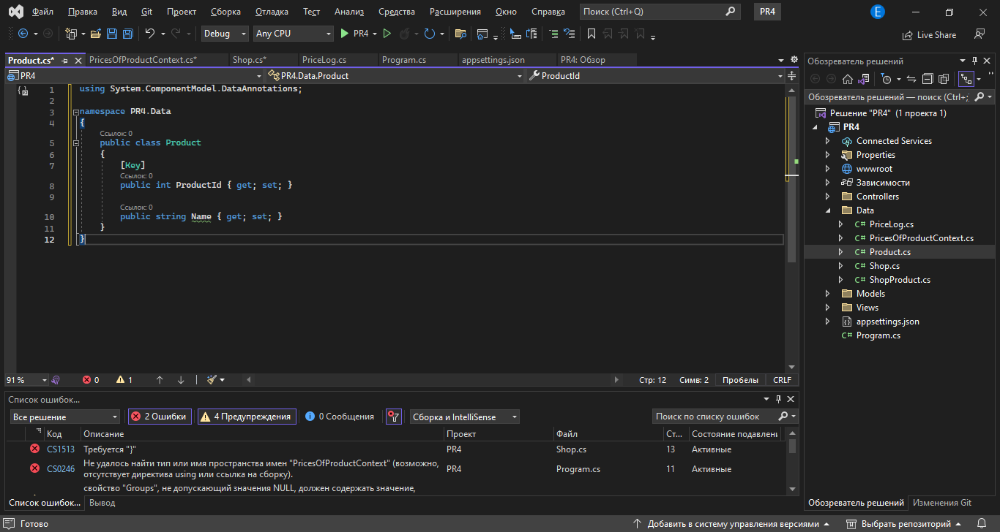 Файл Правка Вид Git Проект Сборка Отладка Тест Анализ Средства Расширения Окно Справка Поиск (Ctrl+Q) PR4 E
Debug Any CPU PR4 Live Share
Product.cs* PricesOfProductContext.cs* Shop.cs* PriceLog.cs Program.cs appsettings.json PR4: Обзор
PR4 PR4.Data.Product ProductId
1 using System.ComponentModel.DataAnnotations;
2
3 namespace PR4.Data
4 {
Ссылок: 0
5 public class Product
6 {
7 [Key]
Ссылок: 0
8 public int ProductId { get; set; }
9
Ссылок: 0
10 public string Name { get; set; }
11 }
12 }
91 % 0 1 Стр: 12 Симв: 2 Пробелы CRLF
Список ошибок...
Все решение 2 Ошибки 4 Предупреждения 0 Сообщения Сборка и IntelliSense Поиск по списку ошибок
Код Описание Проект Файл Ст... Состояние подавлени
CS1513 Требуется "}" PR4 Shop.cs 13 Активные
CS0246 Не удалось найти тип или имя пространства имен "PricesOfProductContext" (возможно, отсутствует директива using или ссылка на сборку). PR4 Program.cs 11 Активные
свойство "Groups", не допускающий значения NULL, должен содержать значение,
Список ошибок... Вывод
Обозреватель решений
Обозреватель решений — поиск (Ctrl+;
Решение "PR4" (1 проекта 1)
PR4
Connected Services
Properties
wwwroot
Зависимости
Controllers
Data
C# PriceLog.cs
C# PricesOfProductContext.cs
C# Product.cs
C# Shop.cs
C# ShopProduct.cs
Models
Views
appsettings.json
C# Program.cs
Обозреватель решений Изменения Git
Готово Добавить в систему управления версиями Выбрать репозиторий